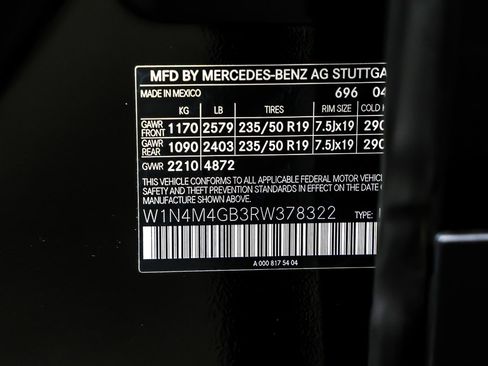 MFD BY MERCEDES-BENZ AG STUTTGA
MADE IN MEXICO 696 04
KG LB TIRES RIM SIZE COLD
GAWR FRONT 1170 2579 235/50 R19 7.5Jx19 290
GAWR REAR 1090 2403 235/50 R19 7.5Jx19 290
GVWR 2210 4872
THIS VEHICLE CONFORMS TO ALL APPLICABLE FEDERAL MOTOR VEHIC
AND THEFT PREVENTION STANDARDS IN EFFECT ON THE DATE OF MA
SHOWN ABOVE.
W1N4M4GB3RW378322 TYPE:
A 000 817 54 04